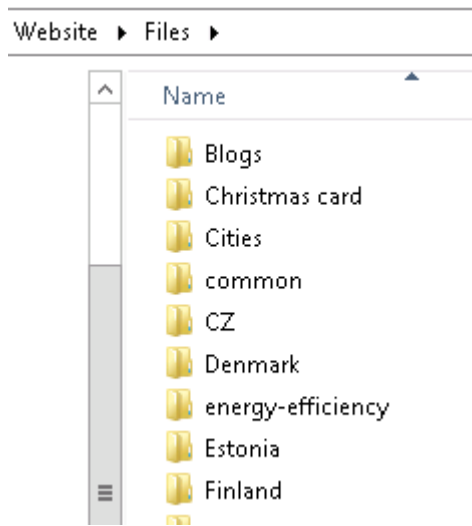 Website ▸ Files ▸
Name
Blogs
Christmas card
Cities
common
CZ
Denmark
energy-efficiency
Estonia
Finland